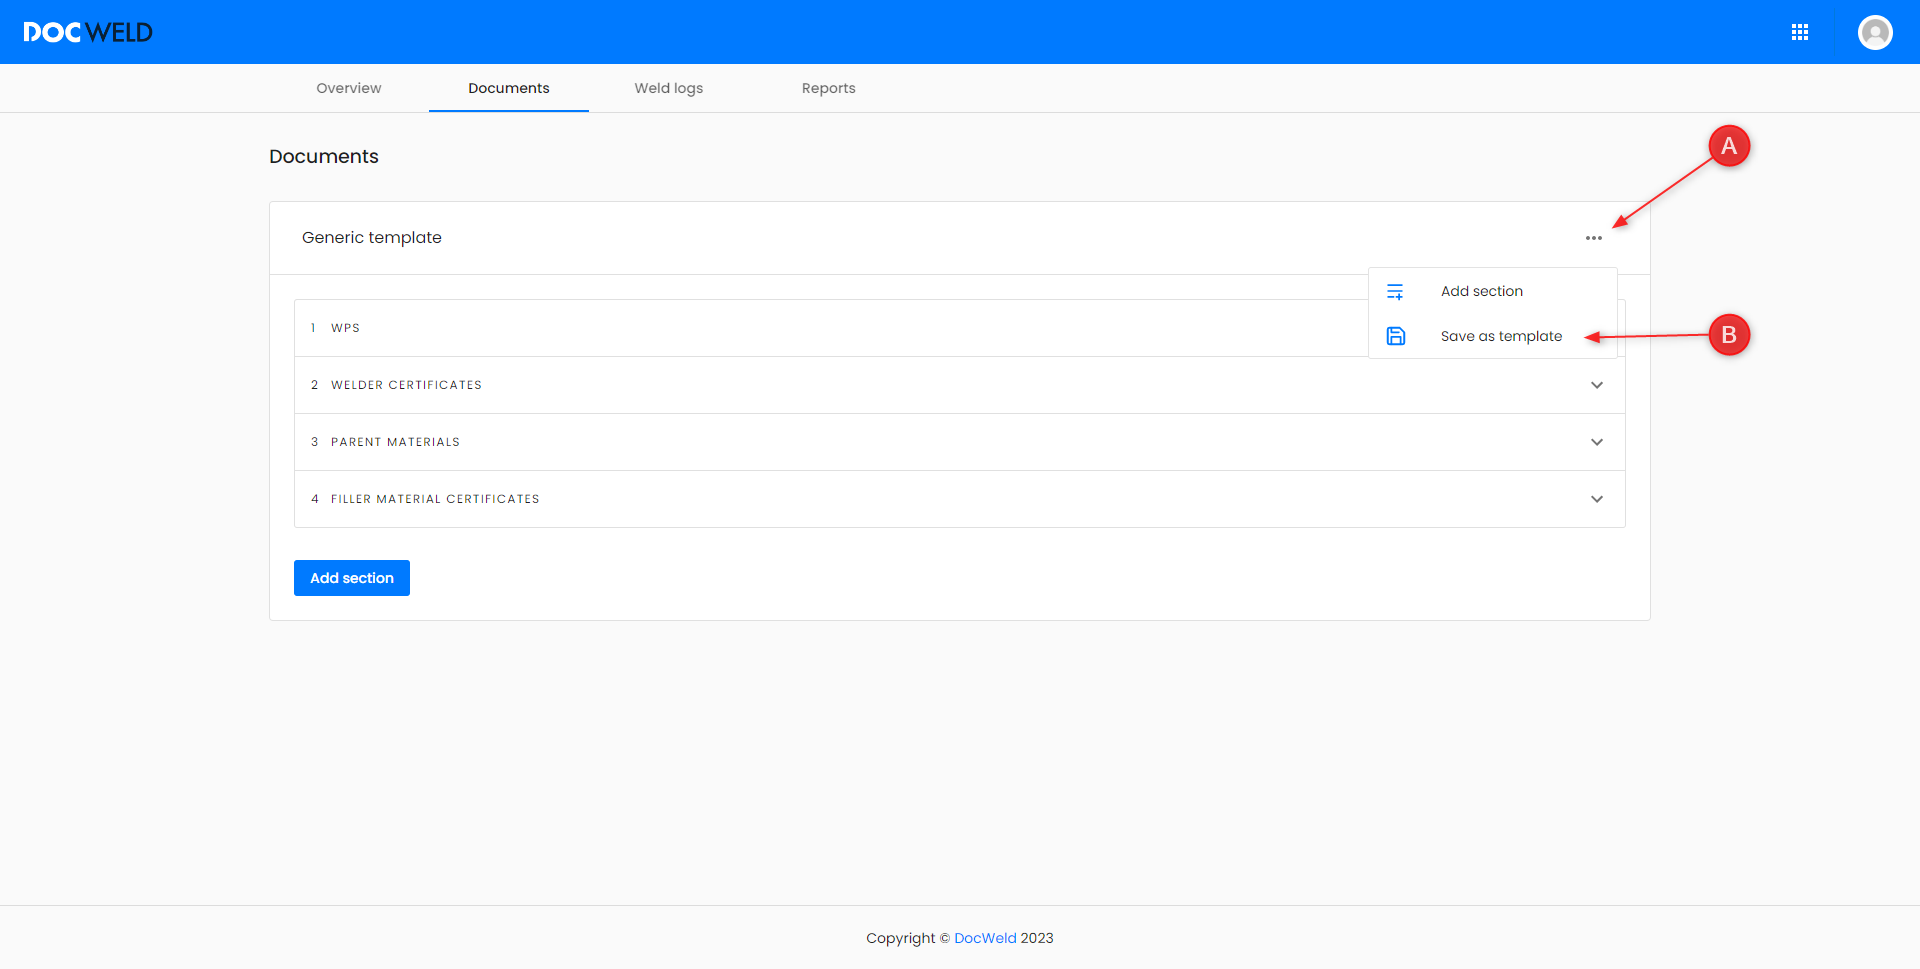 DOCWELD
Overview Documents Weld logs Reports
Documents
A
Generic template
Add section
Save as template
B
1 WPS
2 WELDER CERTIFICATES
3 PARENT MATERIALS
4 FILLER MATERIAL CERTIFICATES
Add section
Copyright © DocWeld 2023